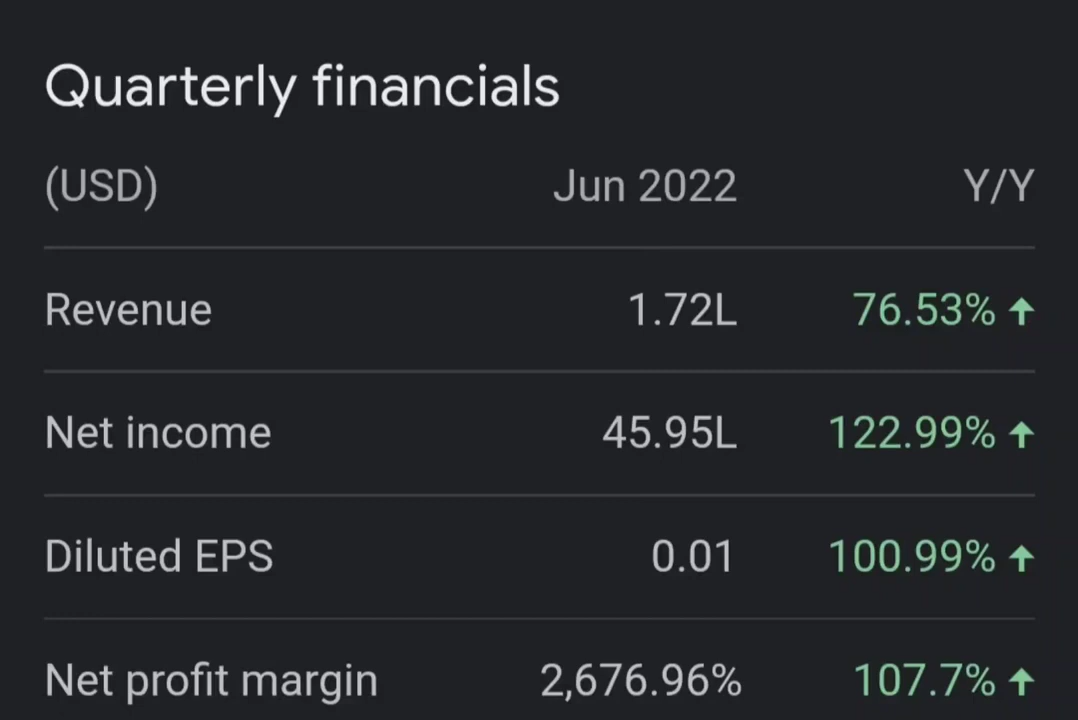 Quarterly financials
(USD) Jun 2022 Y/Y
Revenue 1.72L 76.53% ↑
Net income 45.95L 122.99% ↑
Diluted EPS 0.01 100.99% ↑
Net profit margin 2,676.96% 107.7% ↑